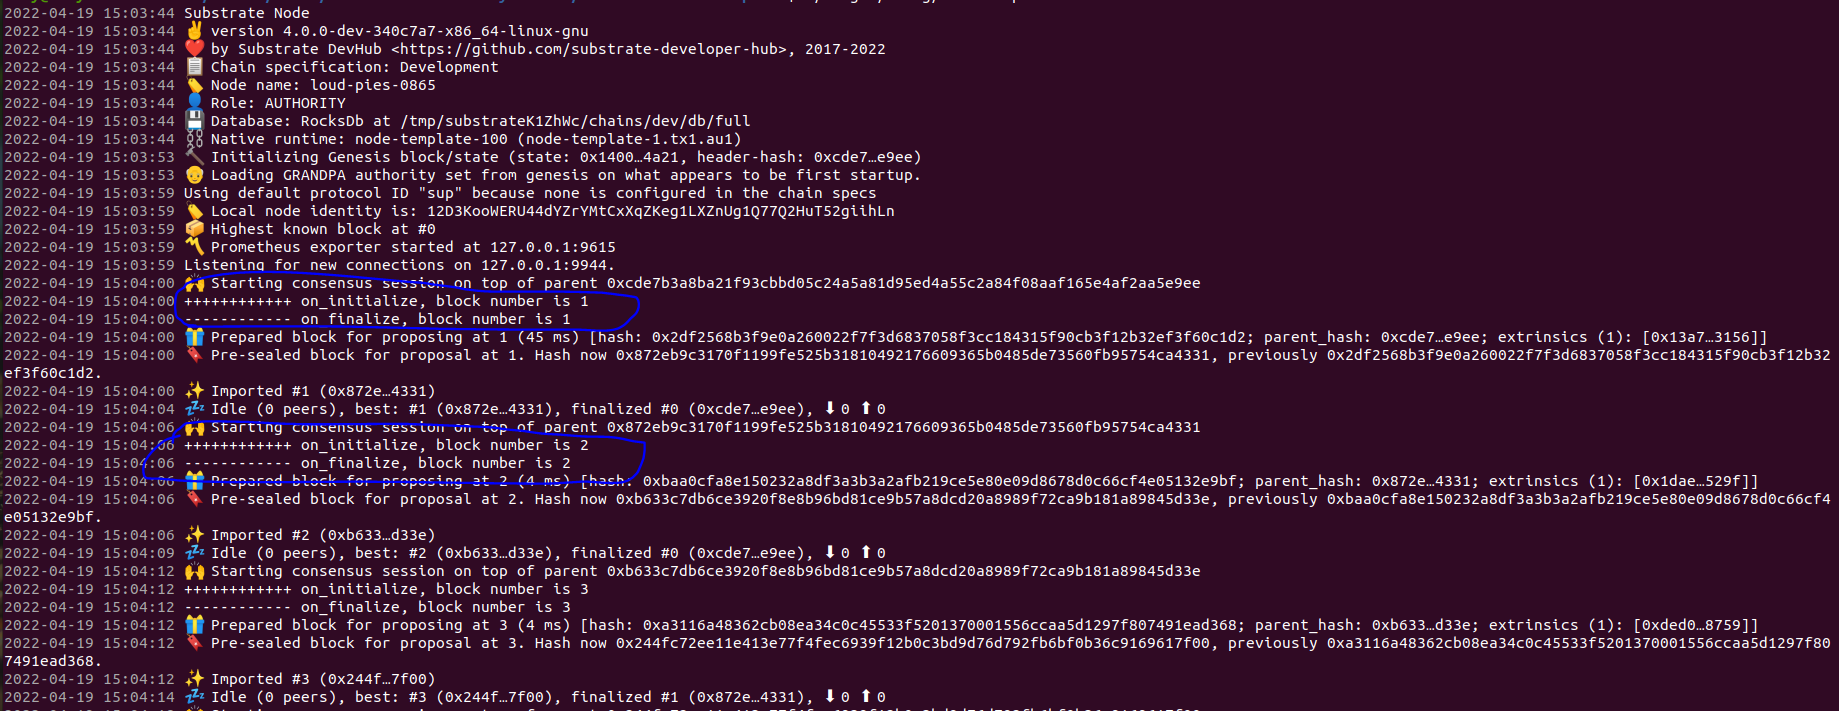 2022-04-19 15:03:44 Substrate Node
2022-04-19 15:03:44 ✌️ version 4.0.0-dev-340c7a7-x86_64-linux-gnu
2022-04-19 15:03:44 ❤️ by Substrate DevHub <https://github.com/substrate-developer-hub>, 2017-2022
2022-04-19 15:03:44 📋 Chain specification: Development
2022-04-19 15:03:44 🏷 Node name: loud-pies-0865
2022-04-19 15:03:44 👤 Role: AUTHORITY
2022-04-19 15:03:44 💾 Database: RocksDb at /tmp/substrateK1ZhWc/chains/dev/db/full
2022-04-19 15:03:44 ⛓ Native runtime: node-template-100 (node-template-1.tx1.au1)
2022-04-19 15:03:53 🔨 Initializing Genesis block/state (state: 0x1400…4a21, header-hash: 0xcde7…e9ee)
2022-04-19 15:03:53 👴 Loading GRANDPA authority set from genesis on what appears to be first startup.
2022-04-19 15:03:59 Using default protocol ID "sup" because none is configured in the chain specs
2022-04-19 15:03:59 🏷 Local node identity is: 12D3KooWERU44dYZrYMtCxXqZKeg1LXZnUg1Q77Q2HuT52giihLn
2022-04-19 15:03:59 📦 Highest known block at #0
2022-04-19 15:03:59 〽️ Prometheus exporter started at 127.0.0.1:9615
2022-04-19 15:03:59 Listening for new connections on 127.0.0.1:9944.
2022-04-19 15:04:00 🙌 Starting consensus session on top of parent 0xcde7b3a8ba21f93cbbd05c24a5a81d95ed4a55c2a84f08aaf165e4af2aa5e9ee
2022-04-19 15:04:00 ++++++++++++ on_initialize, block number is 1
2022-04-19 15:04:00 ------------ on_finalize, block number is 1
2022-04-19 15:04:00 🎁 Prepared block for proposing at 1 (45 ms) [hash: 0x2df2568b3f9e0a260022f7f3d6837058f3cc184315f90cb3f12b32ef3f60c1d2; parent_hash: 0xcde7…e9ee; extrinsics (1): [0x13a7…3156]]
2022-04-19 15:04:00 🔖 Pre-sealed block for proposal at 1. Hash now 0x872eb9c3170f1199fe525b31810492176609365b0485de73560fb95754ca4331, previously 0x2df2568b3f9e0a260022f7f3d6837058f3cc184315f90cb3f12b32
ef3f60c1d2.
2022-04-19 15:04:00 ✨ Imported #1 (0x872e…4331)
2022-04-19 15:04:04 💤 Idle (0 peers), best: #1 (0x872e…4331), finalized #0 (0xcde7…e9ee), ⬇ 0 ⬆ 0
2022-04-19 15:04:06 🙌 Starting consensus session on top of parent 0x872eb9c3170f1199fe525b31810492176609365b0485de73560fb95754ca4331
2022-04-19 15:04:06 ++++++++++++ on_initialize, block number is 2
2022-04-19 15:04:06 ------------ on_finalize, block number is 2
2022-04-19 15:04:06 🎁 Prepared block for proposing at 2 (4 ms) [hash: 0xbaa0cfa8e150232a8df3a3b3a2afb219ce5e80e09d8678d0c66cf4e05132e9bf; parent_hash: 0x872e…4331; extrinsics (1): [0x1dae…529f]]
2022-04-19 15:04:06 🔖 Pre-sealed block for proposal at 2. Hash now 0xb633c7db6ce3920f8e8b96bd81ce9b57a8dcd20a8989f72ca9b181a89845d33e, previously 0xbaa0cfa8e150232a8df3a3b3a2afb219ce5e80e09d8678d0c66cf4
e05132e9bf.
2022-04-19 15:04:06 ✨ Imported #2 (0xb633…d33e)
2022-04-19 15:04:09 💤 Idle (0 peers), best: #2 (0xb633…d33e), finalized #0 (0xcde7…e9ee), ⬇ 0 ⬆ 0
2022-04-19 15:04:12 🙌 Starting consensus session on top of parent 0xb633c7db6ce3920f8e8b96bd81ce9b57a8dcd20a8989f72ca9b181a89845d33e
2022-04-19 15:04:12 ++++++++++++ on_initialize, block number is 3
2022-04-19 15:04:12 ------------ on_finalize, block number is 3
2022-04-19 15:04:12 🎁 Prepared block for proposing at 3 (4 ms) [hash: 0xa3116a48362cb08ea34c0c45533f5201370001556ccaa5d1297f807491ead368; parent_hash: 0xb633…d33e; extrinsics (1): [0xded0…8759]]
2022-04-19 15:04:12 🔖 Pre-sealed block for proposal at 3. Hash now 0x244fc72ee11e413e77f4fec6939f12b0c3bd9d76d792fb6bf0b36c9169617f00, previously 0xa3116a48362cb08ea34c0c45533f5201370001556ccaa5d1297f80
7491ead368.
2022-04-19 15:04:12 ✨ Imported #3 (0x244f…7f00)
2022-04-19 15:04:14 💤 Idle (0 peers), best: #3 (0x244f…7f00), finalized #1 (0x872e…4331), ⬇ 0 ⬆ 0